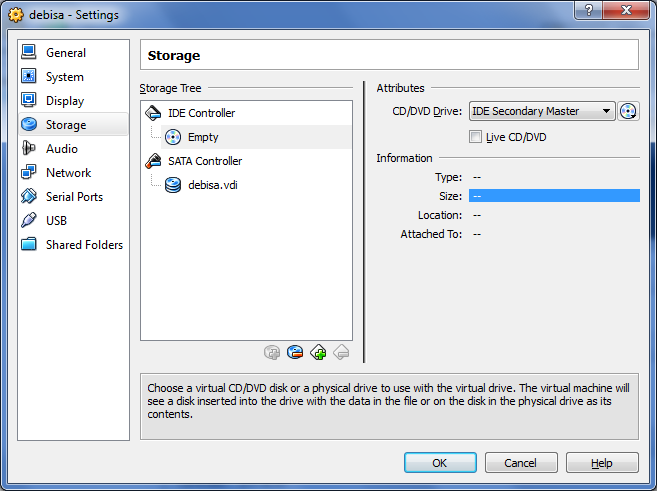 debisa - Settings
General
System
Display
Storage
Audio
Network
Serial Ports
USB
Shared Folders
Storage
Storage Tree
IDE Controller
Empty
SATA Controller
debisa.vdi
Attributes
CD/DVD Drive: IDE Secondary Master
Live CD/DVD
Information
Type: --
Size: --
Location: --
Attached To: --
Choose a virtual CD/DVD disk or a physical drive to use with the virtual drive. The virtual machine will
see a disk inserted into the drive with the data in the file or on the disk in the physical drive as its
contents.
OK Cancel Help